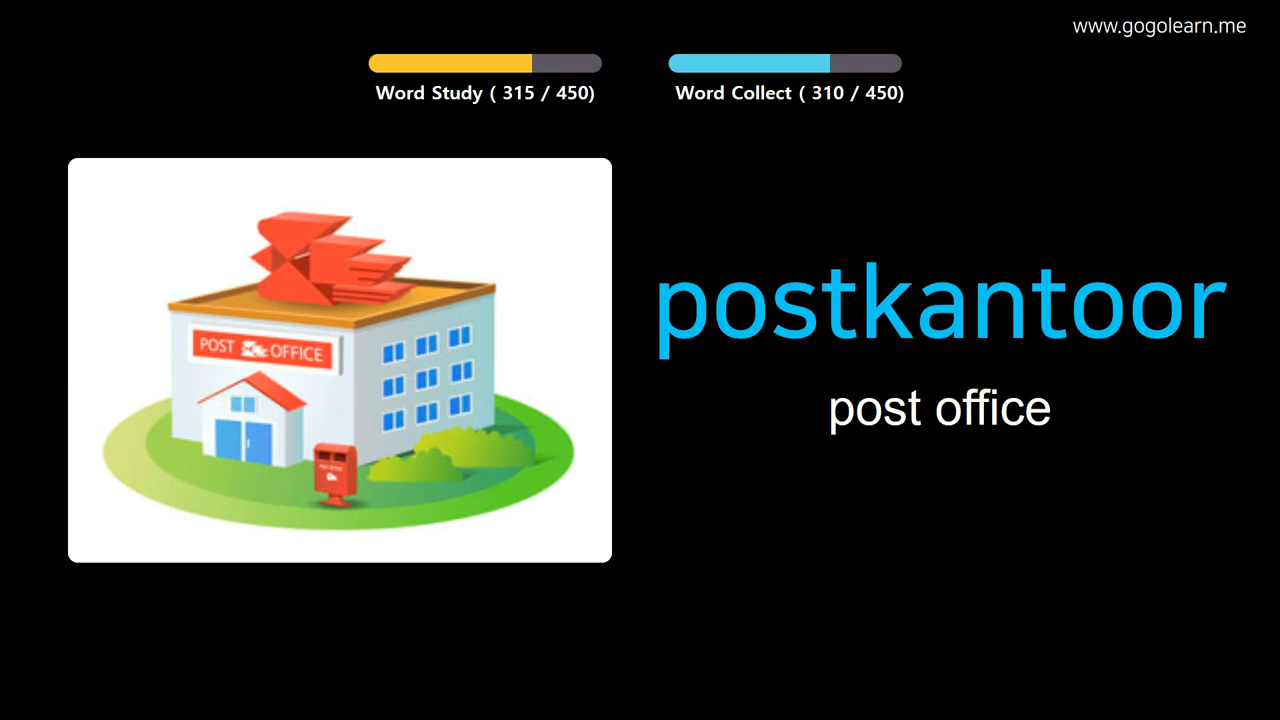 www.gogolearn.me
Word Study ( 315 / 450)
Word Collect ( 310 / 450)
POST OFFICE
postkantoor
post office